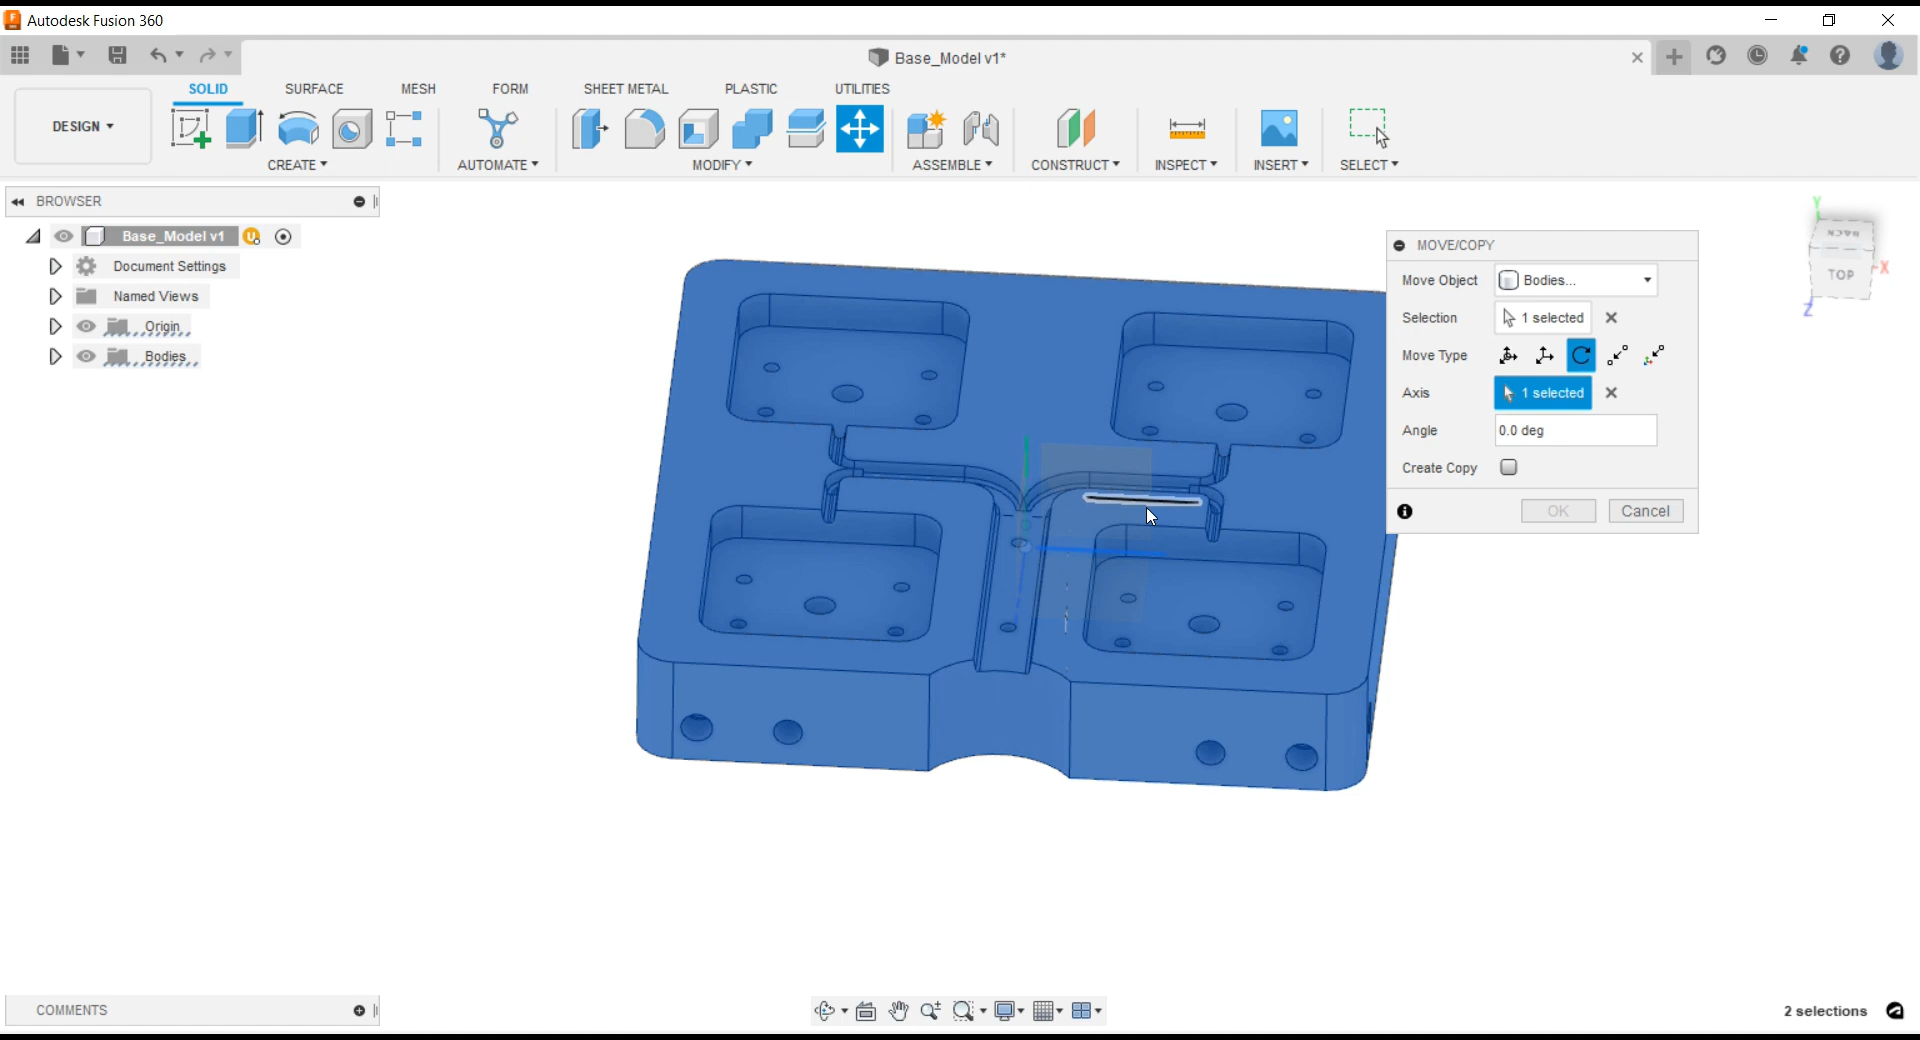 Autodesk Fusion 360
Base_Model v1*
SOLID SURFACE MESH FORM SHEET METAL PLASTIC UTILITIES
DESIGN
CREATE AUTOMATE MODIFY ASSEMBLE CONSTRUCT INSPECT INSERT SELECT
BROWSER
Base_Model v1
Document Settings
Named Views
Origin
Bodies
Y
BACK
TOP
X
Z
MOVE/COPY
Move Object Bodies...
Selection 1 selected
Move Type
Axis 1 selected
Angle 0.0 deg
Create Copy
OK Cancel
COMMENTS
2 selections